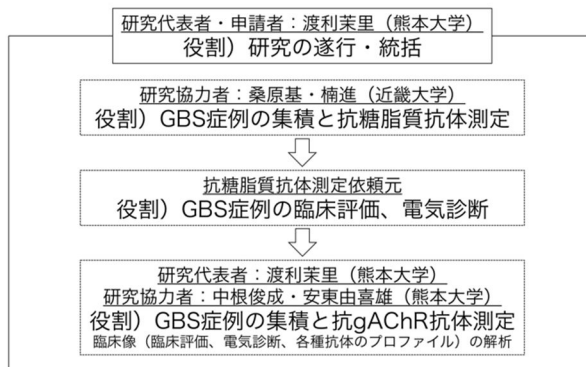 研究代表者・申請者：渡利茉里（熊本大学）
役割）研究の遂行・統括
研究協力者：桑原基・楠進（近畿大学）
役割）GBS症例の集積と抗糖脂質抗体測定
抗糖脂質抗体測定依頼元
役割）GBS症例の臨床評価、電気診断
研究代表者：渡利茉里（熊本大学）
研究協力者：中根俊成・安東由喜雄（熊本大学）
役割）GBS症例の集積と抗gAChR抗体測定
臨床像（臨床評価、電気診断、各種抗体のプロファイル）の解析